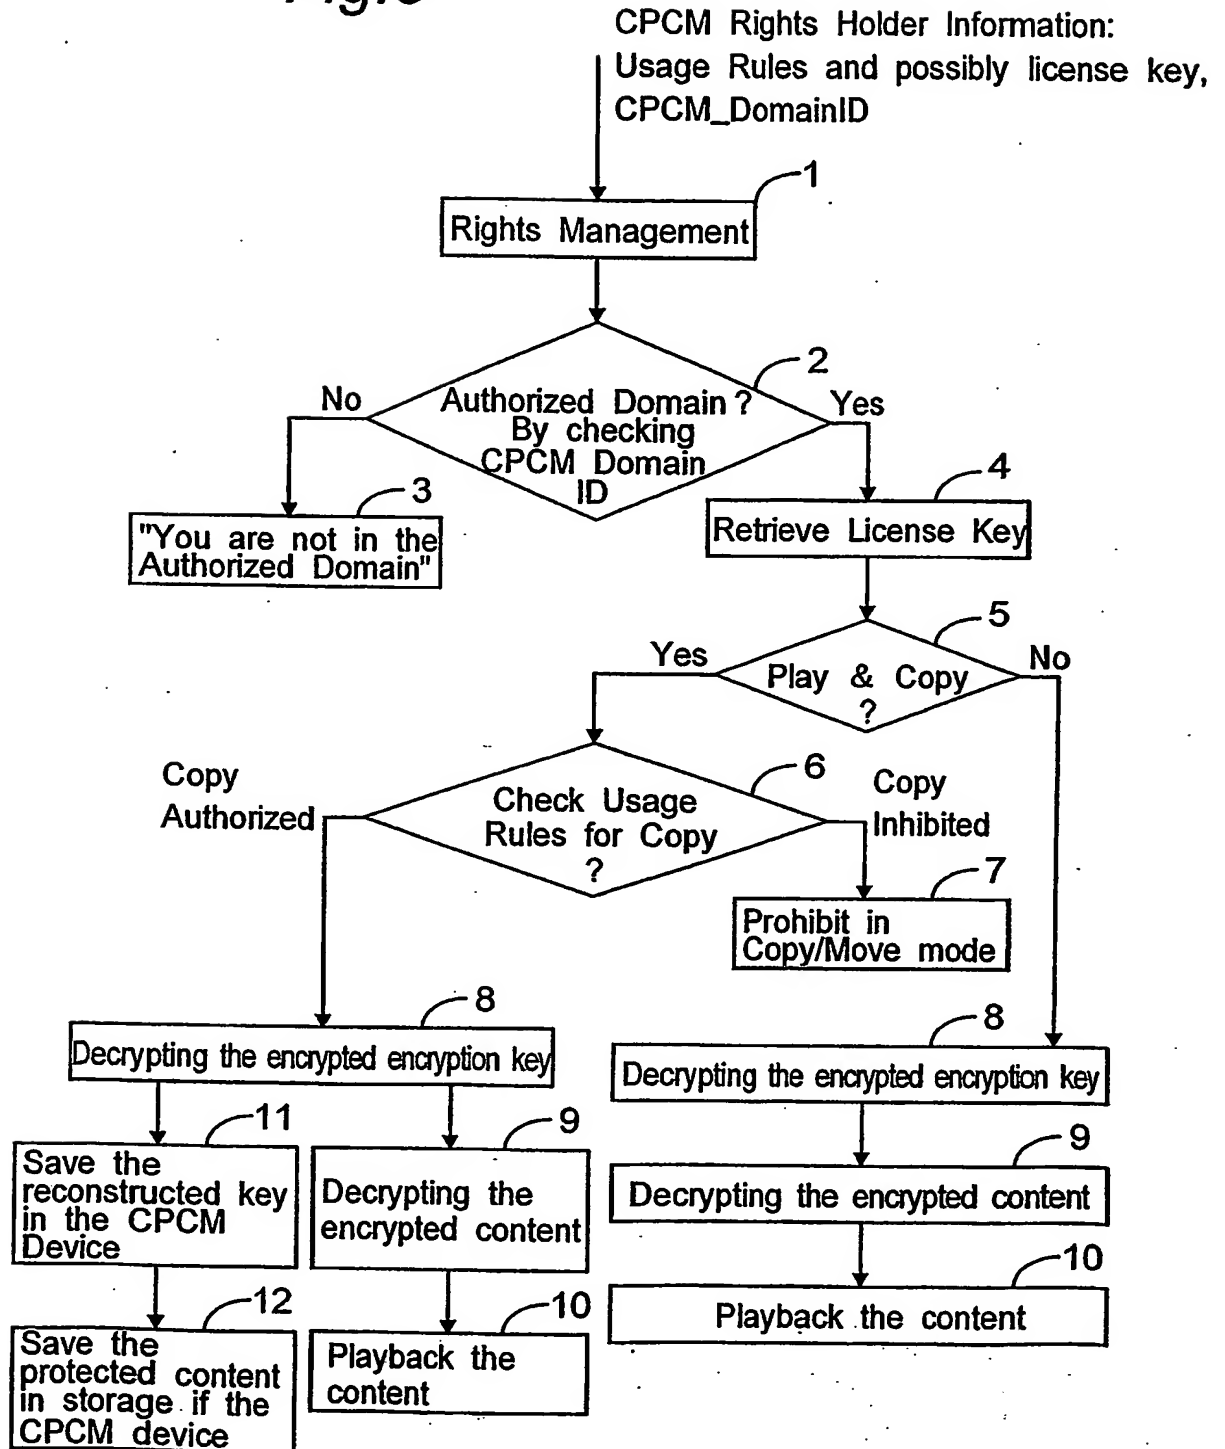 CPCM Rights Holder Information:
Usage Rules and possibly license key,
CPCM_DomainID
1
Rights Management
2
No
Authorized Domain ?
Yes
By checking
CPCM Domain
ID
3
"You are not in the
Authorized Domain"
4
Retrieve License Key
5
Yes
Play & Copy
?
No
Copy
Authorized
6
Check Usage
Rules for Copy
?
Copy
Inhibited
7
Prohibit in
Copy/Move mode
8
Decrypting the encrypted encryption key
8
Decrypting the encrypted encryption key
11
Save the
reconstructed key
in the CPCM
Device
9
Decrypting the
encrypted content
9
Decrypting the encrypted content
12
Save the
protected content
in storage if the
CPCM device
10
Playback the
content
10
Playback the content